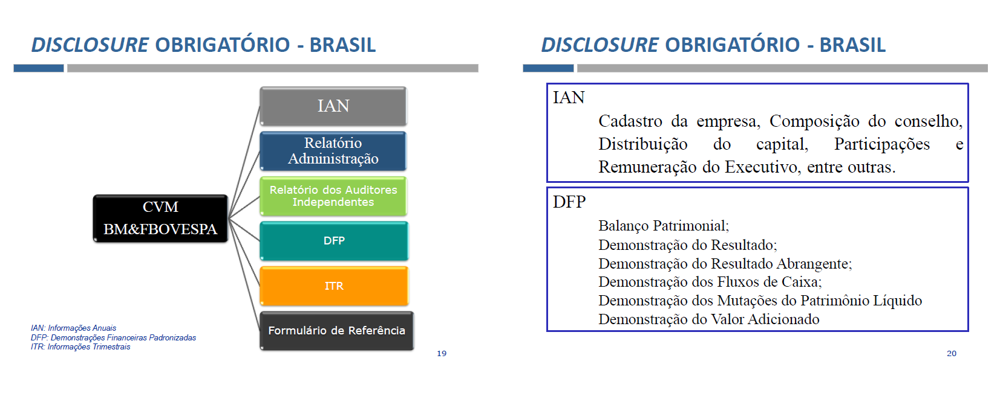 DISCLOSURE OBRIGATÓRIO - BRASIL
IAN
Relatório
Administração
Relatório dos Auditores
Independentes
CVM
BM&FBOVESPA
DFP
ITR
Formulário de Referência
IAN: Informações Anuais
DFP: Demonstrações Financeiras Padronizadas
ITR: Informações Trimestrais
19
DISCLOSURE OBRIGATÓRIO - BRASIL
IAN
Cadastro da empresa, Composição do conselho,
Distribuição do capital, Participações e
Remuneração do Executivo, entre outras.
DFP
Balanço Patrimonial;
Demonstração do Resultado;
Demonstração do Resultado Abrangente;
Demonstração dos Fluxos de Caixa;
Demonstração dos Mutações do Patrimônio Líquido
Demonstração do Valor Adicionado
20